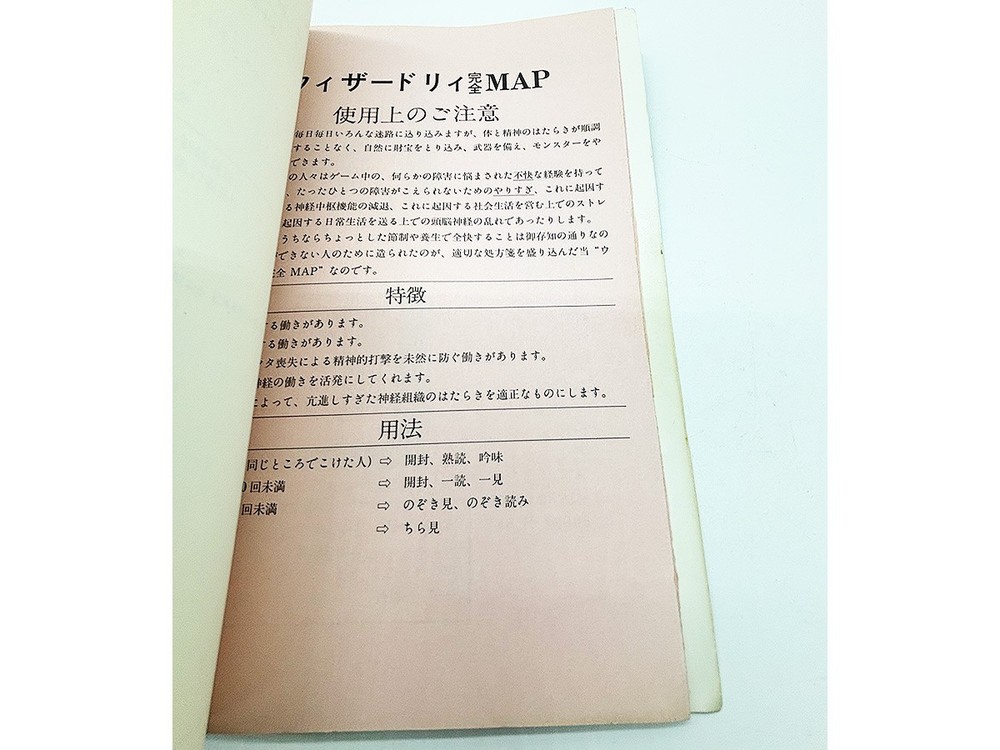 ウィザードリィ完全MAP
使用上のご注意
毎日毎日いろんな迷路に込り込みますが、体と精神のはたらきが順調
することなく、自然に財宝をとり込み、武器を備え、モンスターをや
できます。
の人々はゲーム中の、何らかの障害に悩まされた不快な経験を持って
、たったひとつの障害がこえられないためのやりすぎ、これに起因す
る神経中枢機能の減退、これに起因する社会生活を営む上でのストレ
起因する日常生活を送る上での頭脳神経の乱れであったりします。
うちならちょっとした節制や養生で全快することは御存知の通りなの
できない人のために造られたのが、適切な処方箋を盛り込んだ当“ウ
全 MAP”なのです。
特徴
る働きがあります。
る働きがあります。
タ喪失による精神的打撃を未然に防ぐ働きがあります。
神経の働きを活発にしてくれます。
よって、亢進しすぎた神経組織のはたらきを適正なものにします。
用法
同じところでこけた人) ⇨ 開封、熟読、吟味
0回未満 ⇨ 開封、一読、一見
回未満 ⇨ のぞき見、のぞき読み
⇨ ちら見